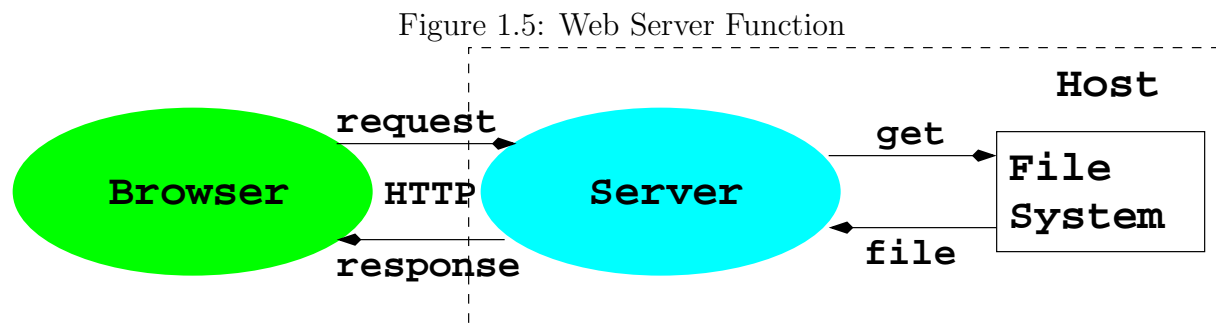 Figure 1.5: Web Server Function
Host
request
get
Browser
HTTP
Server
File
System
response
file